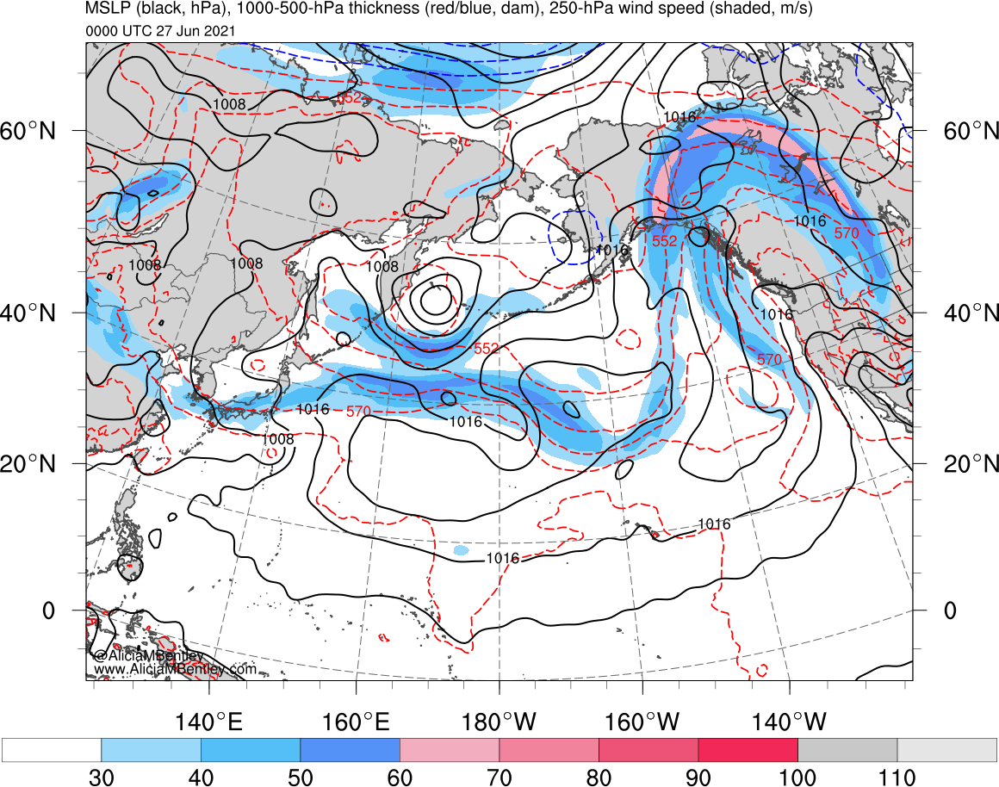 MSLP (black, hPa), 1000-500-hPa thickness (red/blue, dam), 250-hPa wind speed (shaded, m/s)
0000 UTC 27 Jun 2021
552
1008
1016
60°N
60°N
1016
570
552
1016
1008
1008
1008
40°N
40°N
1016
552
570
1016
570
1016
1008
20°N
20°N
1016
1016
0
0
@AliciaMBentley
www.AliciaMBentley.com
140°E
160°E
180°W
160°W
140°W
30
40
50
60
70
80
90
100
110